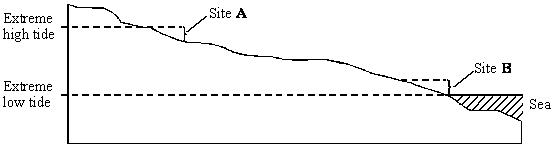 Extreme
high tide
Site A
Site B
Extreme
low tide
Sea